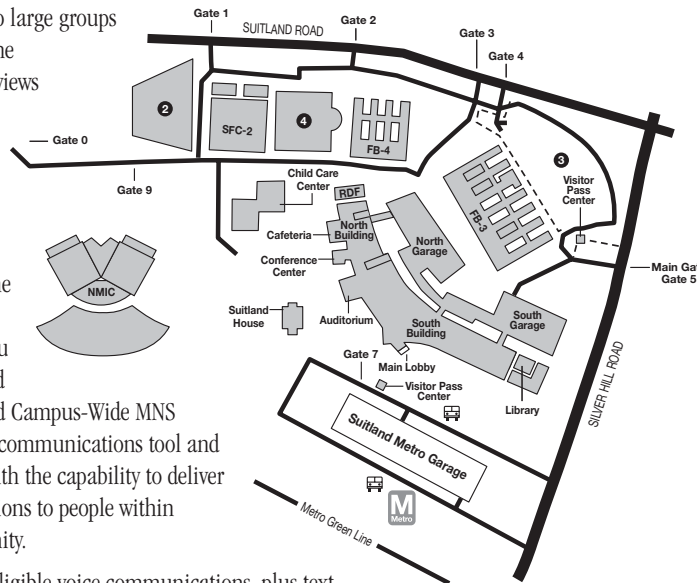 o large groups
ne
views
ne
u
d
d Campus-Wide MNS
communications tool and
th the capability to deliver
ions to people within
nity.
ligible voice communications, plus text
Gate 1
SUITLAND ROAD
Gate 2
Gate 3
Gate 4
2
SFC-2
4
FB-4
3
Visitor
Pass
Center
Gate 0
Gate 9
Child Care
Center
RDF
FB-3
Cafeteria
North
Building
North
Garage
Conference
Center
Main Gat
Gate 5
NMIC
Suitland
House
Auditorium
South
Building
South
Garage
Gate 7
Main Lobby
Visitor Pass
Center
Library
SILVER HILL ROAD
Suitland Metro Garage
M
Metro
Metro Green Line